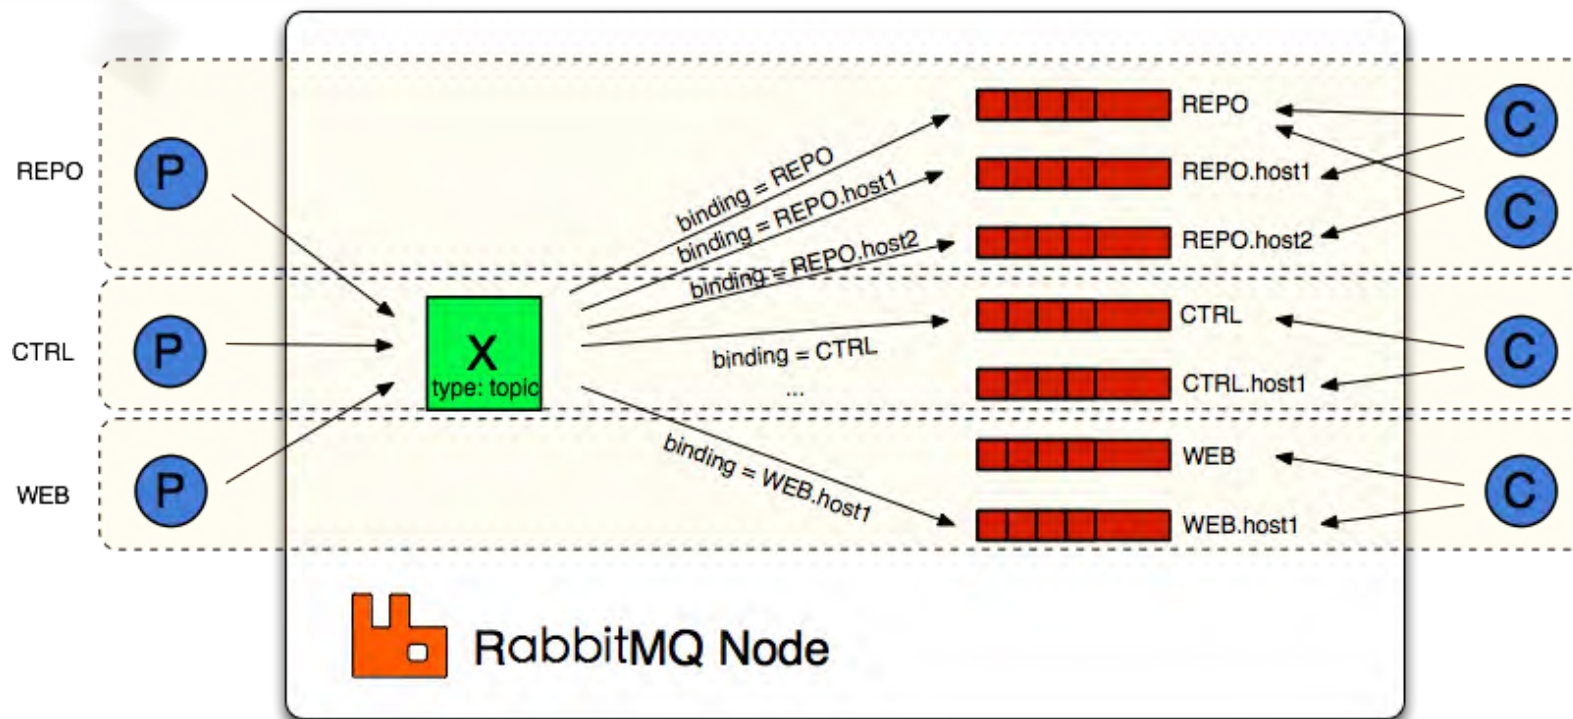 REPO
P
binding = REPO
binding = REPO.host1
binding = REPO.host2
REPO
REPO.host1
REPO.host2
C
C
CTRL
P
X
type: topic
binding = CTRL
...
CTRL
CTRL.host1
C
WEB
P
binding = WEB.host1
WEB
WEB.host1
C
RabbitMQ Node